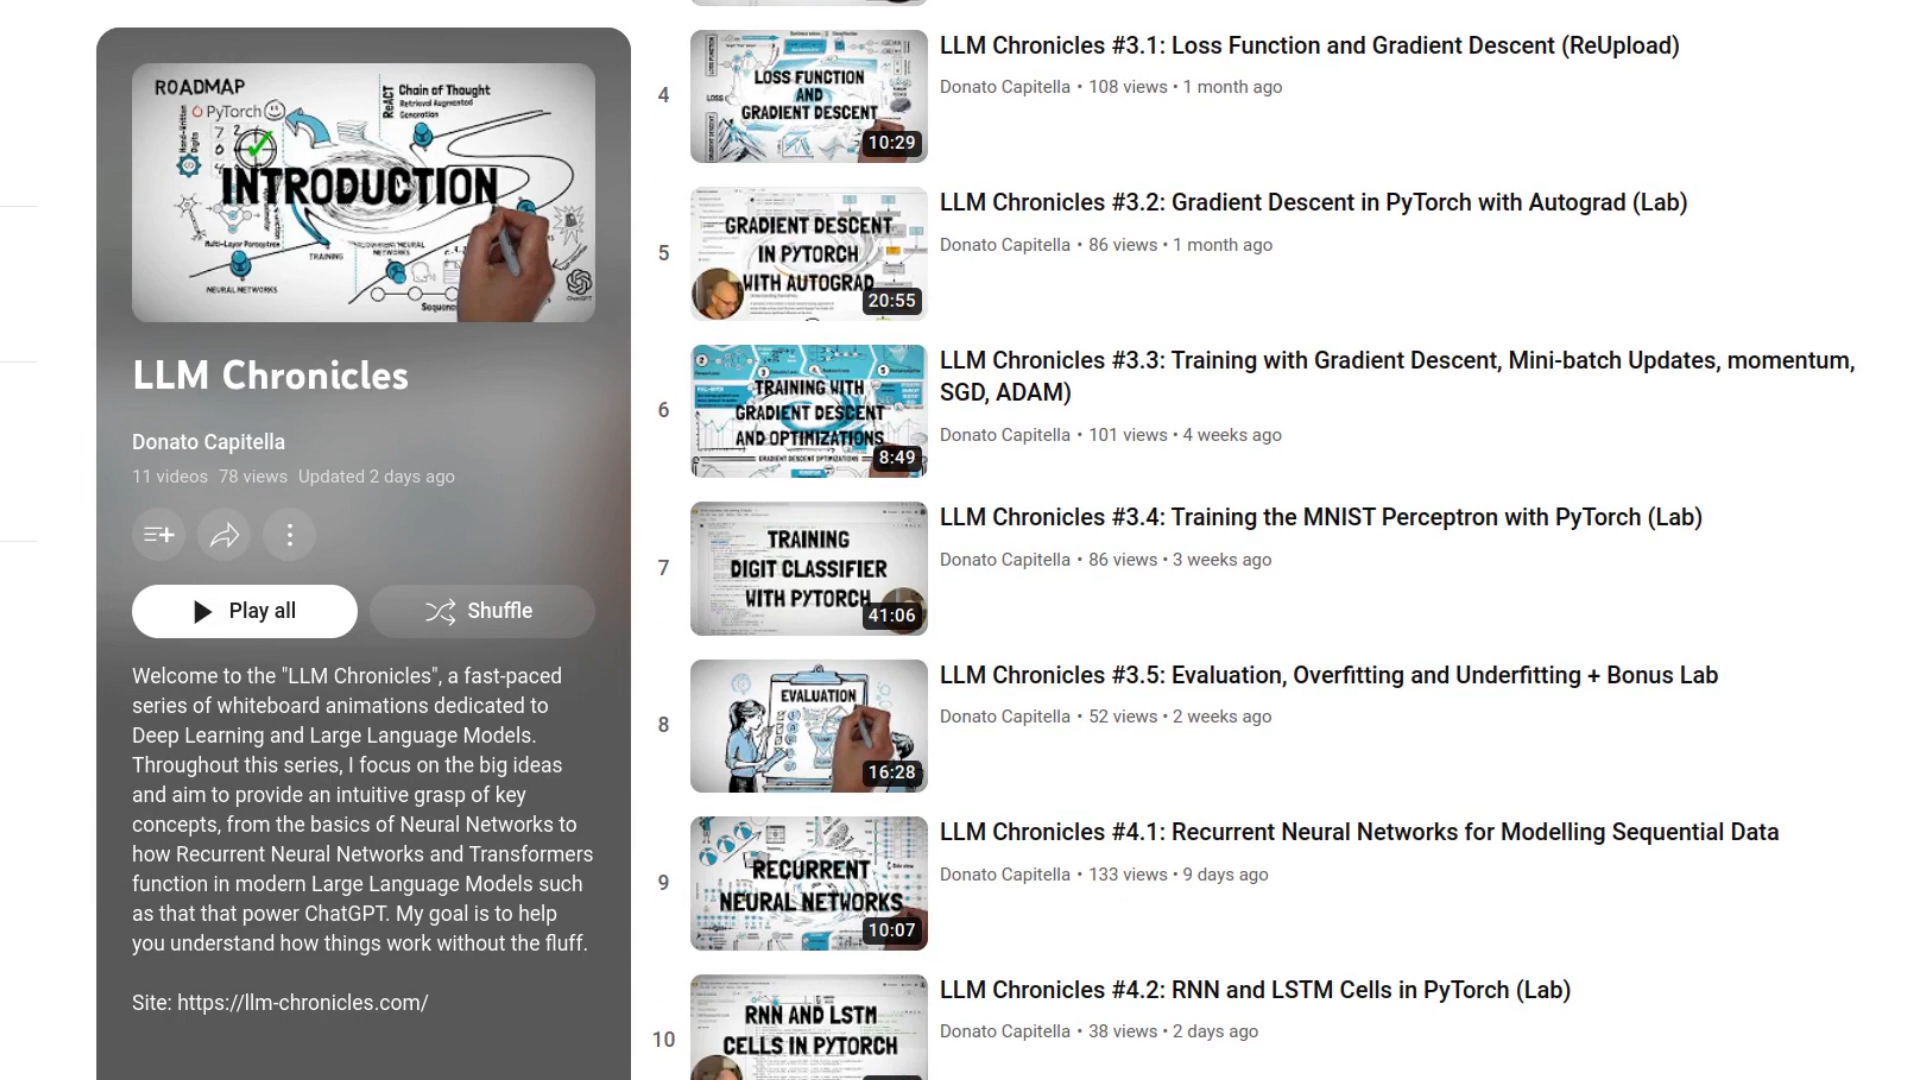 ROADMAP
PyTorch
Chain of Thought
ReACT
Retrieval Augmented
Generation
Hand-Written
Digits
INTRODUCTION
Multi-Layer Perceptron
TRAINING
NETWORKS
NEURAL NETWORKS
ChatGPT
LLM Chronicles
Donato Capitella
11 videos 78 views Updated 2 days ago
Play all
Shuffle
Welcome to the "LLM Chronicles", a fast-paced
series of whiteboard animations dedicated to
Deep Learning and Large Language Models.
Throughout this series, I focus on the big ideas
and aim to provide an intuitive grasp of key
concepts, from the basics of Neural Networks to
how Recurrent Neural Networks and Transformers
function in modern Large Language Models such
as that that power ChatGPT. My goal is to help
you understand how things work without the fluff.
Site: https://llm-chronicles.com/
4
LOSS FUNCTION
AND
GRADIENT DESCENT
10:29
LLM Chronicles #3.1: Loss Function and Gradient Descent (ReUpload)
Donato Capitella • 108 views • 1 month ago
5
GRADIENT DESCENT
IN PYTORCH
WITH AUTOGRAD
20:55
LLM Chronicles #3.2: Gradient Descent in PyTorch with Autograd (Lab)
Donato Capitella • 86 views • 1 month ago
6
TRAINING WITH
GRADIENT DESCENT
AND OPTIMIZATIONS
GRADIENT DESCENT OPTIMIZATIONS
8:49
LLM Chronicles #3.3: Training with Gradient Descent, Mini-batch Updates, momentum,
SGD, ADAM)
Donato Capitella • 101 views • 4 weeks ago
7
TRAINING
DIGIT CLASSIFIER
WITH PYTORCH
41:06
LLM Chronicles #3.4: Training the MNIST Perceptron with PyTorch (Lab)
Donato Capitella • 86 views • 3 weeks ago
8
EVALUATION
16:28
LLM Chronicles #3.5: Evaluation, Overfitting and Underfitting + Bonus Lab
Donato Capitella • 52 views • 2 weeks ago
9
RECURRENT
NEURAL NETWORKS
10:07
LLM Chronicles #4.1: Recurrent Neural Networks for Modelling Sequential Data
Donato Capitella • 133 views • 9 days ago
10
RNN AND LSTM
CELLS IN PYTORCH
LLM Chronicles #4.2: RNN and LSTM Cells in PyTorch (Lab)
Donato Capitella • 38 views • 2 days ago